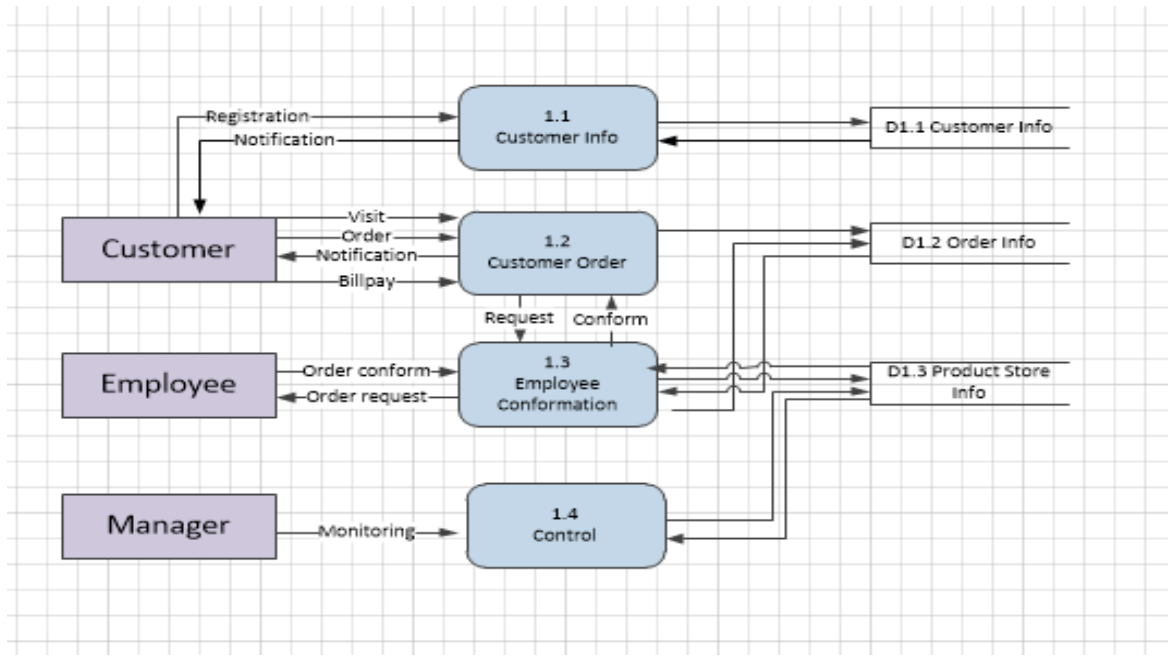 1.1
Customer Info
Registration
Notification
D1.1 Customer Info
Customer
Visit
Order
Notification
Billpay
1.2
Customer Order
D1.2 Order Info
Request
Conform
Employee
Order conform
Order request
1.3
Employee
Conformation
D1.3 Product Store
Info
Manager
Monitoring
1.4
Control